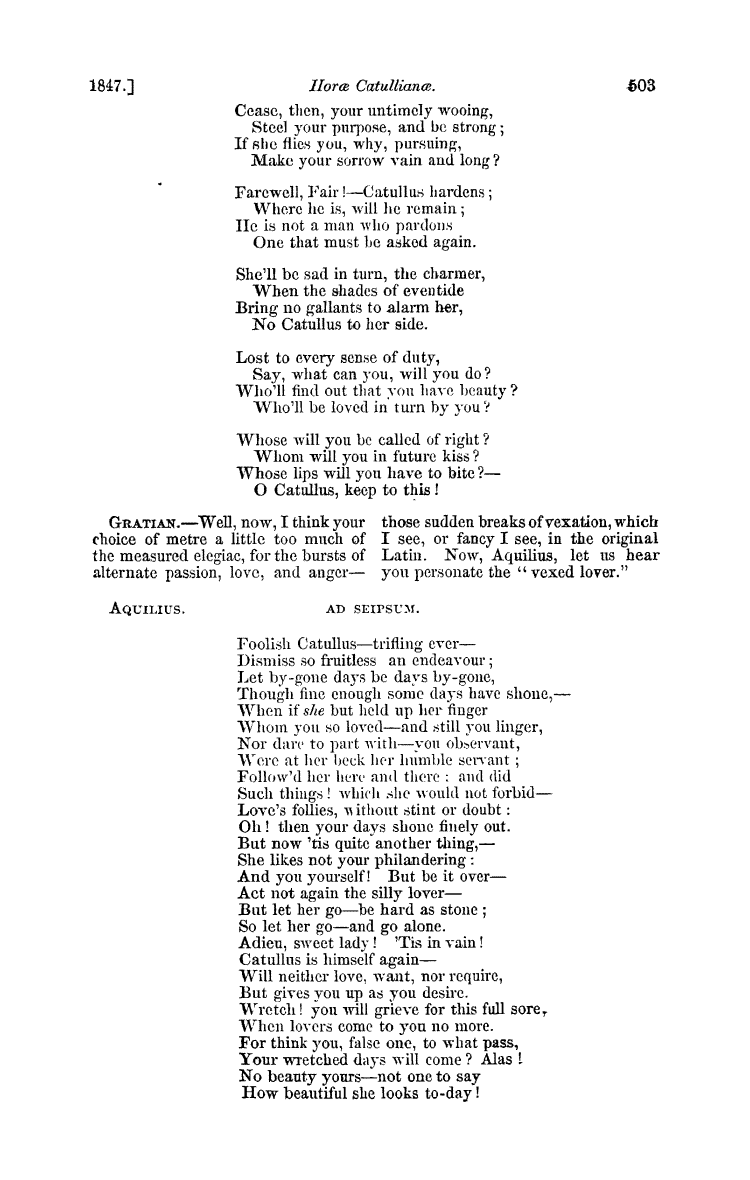 1847.] Horæ Catullianæ. 503
Cease, then, your untimely wooing,
Steel your purpose, and be strong;
If she flies you, why, pursuing,
Make your sorrow vain and long?
Farewell, Fair!—Catullus hardens;
Where he is, will he remain;
He is not a man who pardons
One that must be asked again.
She'll be sad in turn, the charmer,
When the shades of eventide
Bring no gallants to alarm her,
No Catullus to her side.
Lost to every sense of duty,
Say, what can you, will you do?
Who'll find out that you have beauty?
Who'll be loved in turn by you?
Whose will you be called of right?
Whom will you in future kiss?
Whose lips will you have to bite?—
O Catullus, keep to this!
GRATIAN.—Well, now, I think your
choice of metre a little too much of
the measured elegiac, for the bursts of
alternate passion, love, and anger—
those sudden breaks of vexation, which
I see, or fancy I see, in the original
Latin. Now, Aquilius, let us hear
you personate the "vexed lover."
AQUILIUS. AD SEIPSUM.
Foolish Catullus—trifling ever—
Dismiss so fruitless an endeavour;
Let by-gone days be days by-gone,
Though fine enough some days have shone,—
When if she but held up her finger
Whom you so loved—and still you linger,
Nor dare to part with—you observant,
Were at her beck her humble servant;
Follow'd her here and there: and did
Such things! which she would not forbid—
Love's follies, without stint or doubt:
Oh! then your days shone finely out.
But now 'tis quite another thing,—
She likes not your philandering:
And you yourself! But be it over—
Act not again the silly lover—
But let her go—be hard as stone;
So let her go—and go alone.
Adieu, sweet lady! 'Tis in vain!
Catullus is himself again—
Will neither love, want, nor require,
But gives you up as you desire.
Wretch! you will grieve for this full sore,
When lovers come to you no more.
For think you, false one, to what pass,
Your wretched days will come? Alas!
No beauty yours—not one to say
How beautiful she looks to-day!